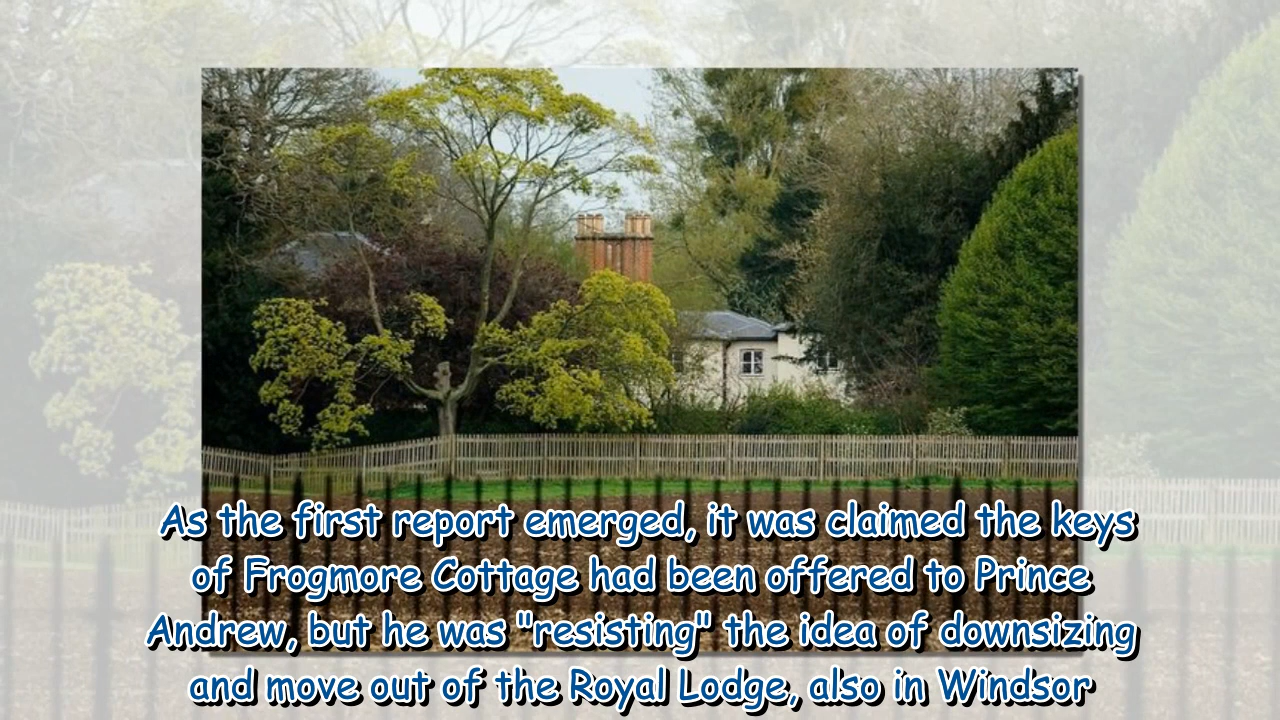 As the first report emerged, it was claimed the keys
of Frogmore Cottage had been offered to Prince
Andrew, but he was "resisting" the idea of downsizing
and move out of the Royal Lodge, also in Windsor